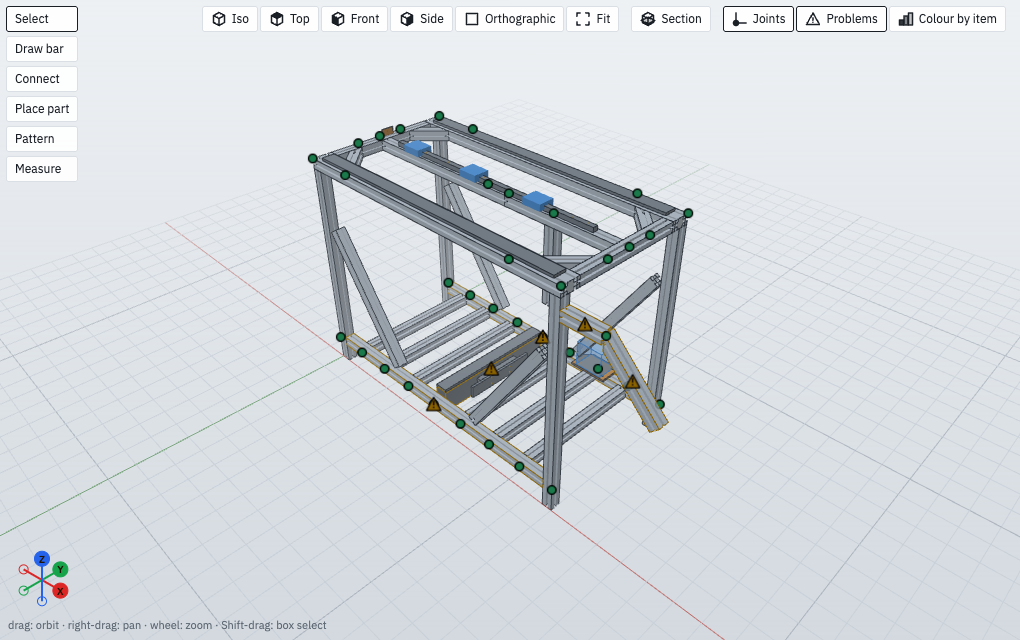 Select
Iso
Top
Front
Side
Orthographic
Fit
Section
Joints
Problems
Colour by item
Draw bar
Connect
Place part
Pattern
Measure
Z
Y
X
drag: orbit · right-drag: pan · wheel: zoom · Shift-drag: box select